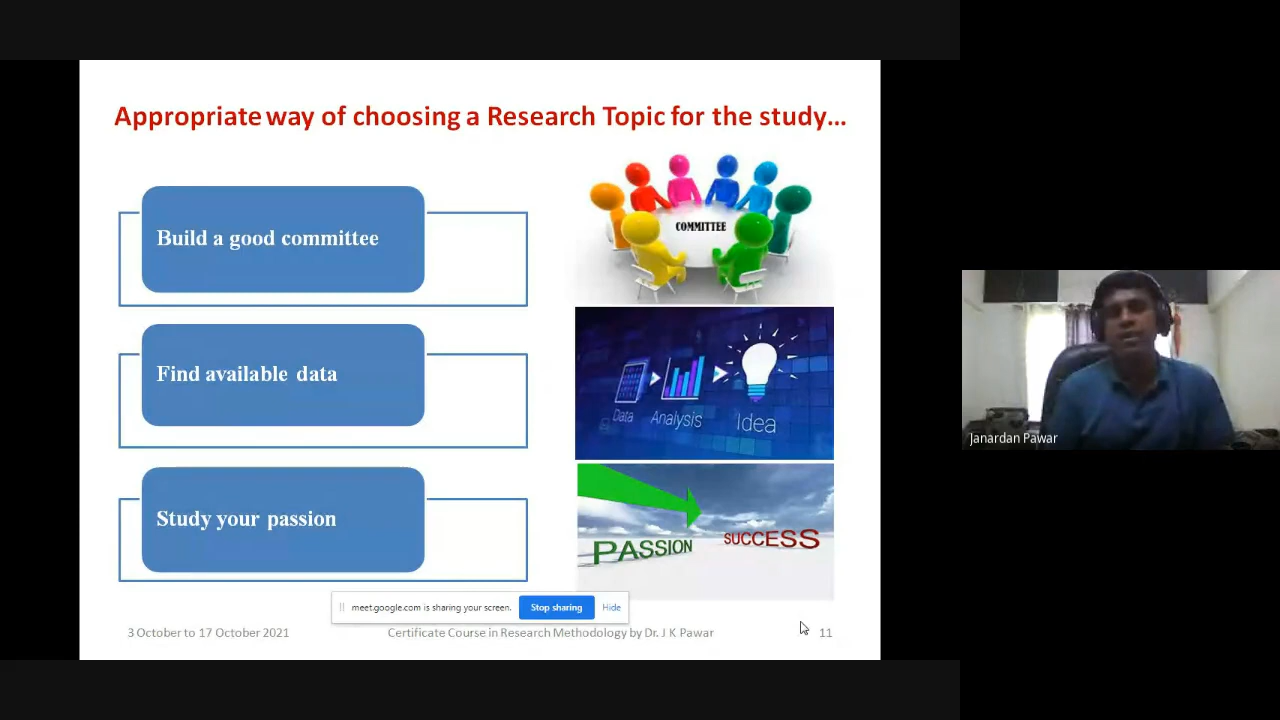 Appropriate way of choosing a Research Topic for the study...
Build a good committee
COMMITTEE
Find available data
Data
Analysis
Idea
Study your passion
PASSION
SUCCESS
meet.google.com is sharing your screen.
Stop sharing
Hide
3 October to 17 October 2021
Certificate Course in Research Methodology by Dr. J K Pawar
11
Janardan Pawar